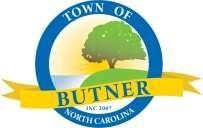 TOWN OF
BUTNER
INC 2007
NORTH CAROLINA